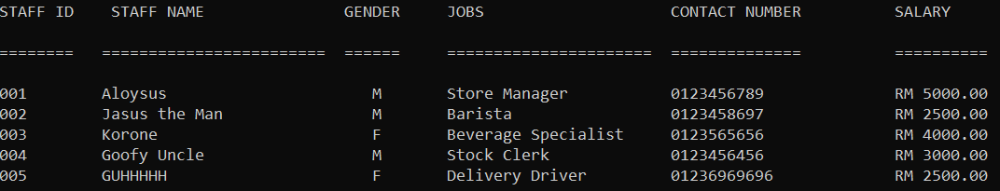 STAFF ID    STAFF NAME               GENDER     JOBS                    CONTACT NUMBER          SALARY
========   ========================  ======     ======================  ==============          ==========
001        Aloysus                      M       Store Manager           0123456789              RM 5000.00
002        Jasus the Man                M       Barista                 0123458697              RM 2500.00
003        Korone                       F       Beverage Specialist     0123565656              RM 4000.00
004        Goofy Uncle                  M       Stock Clerk             0123456456              RM 3000.00
005        GUHHHHH                      F       Delivery Driver         01236969696             RM 2500.00